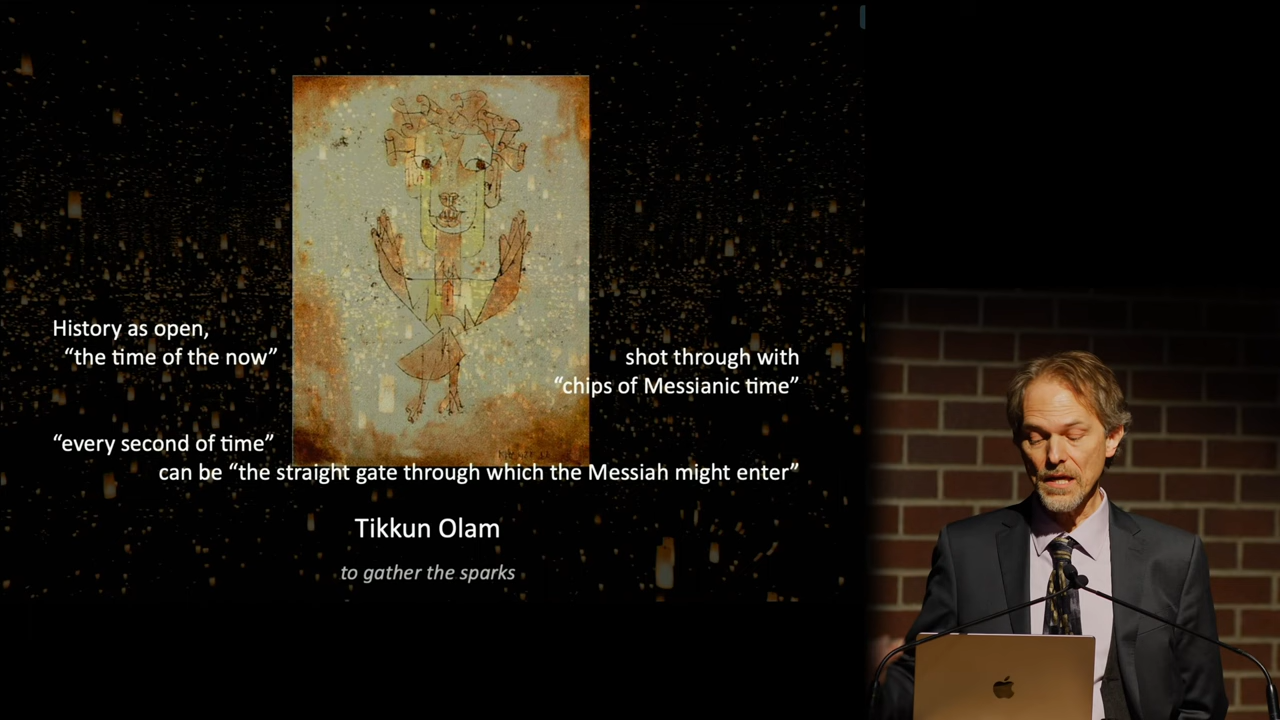 History as open,
“the time of the now”
shot through with
“chips of Messianic time”
“every second of time”
can be “the straight gate through which the Messiah might enter”
Tikkun Olam
to gather the sparks